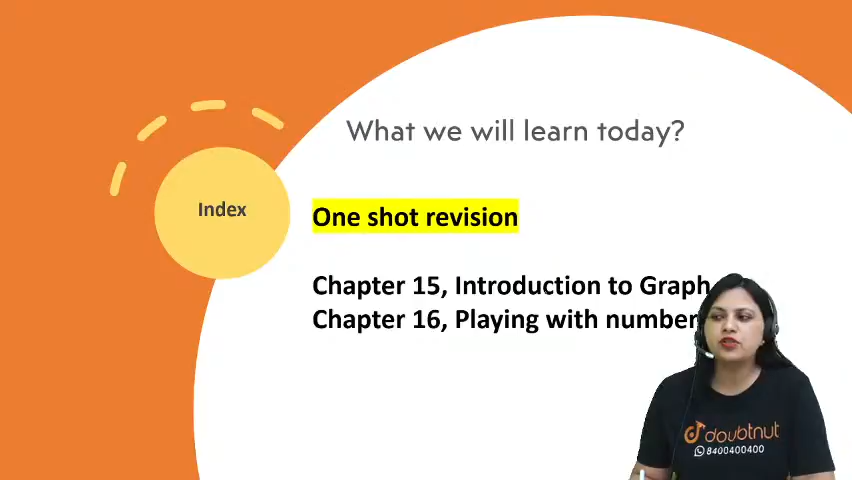 What we will learn today?
Index
One shot revision
Chapter 15, Introduction to Graph
Chapter 16, Playing with number
doubtnut
8400400400